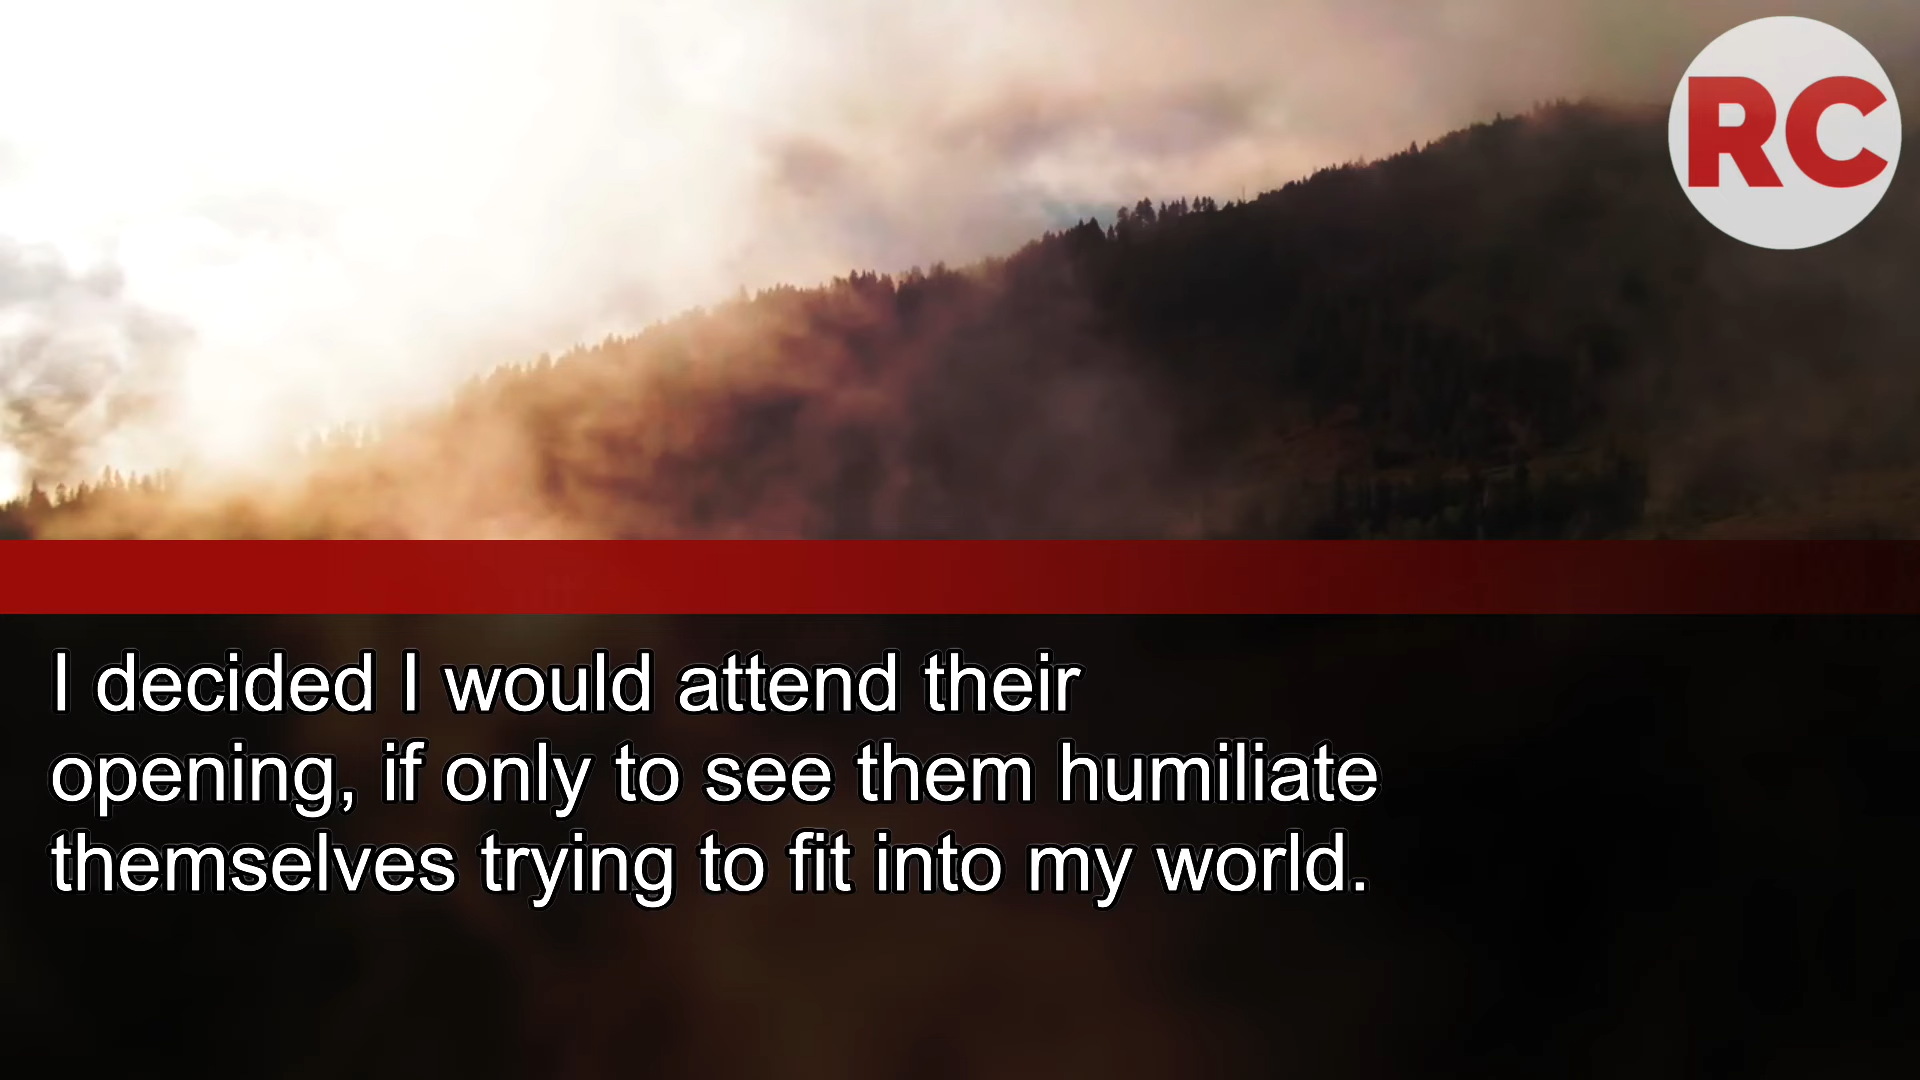 RC
I decided I would attend their
opening, if only to see them humiliate
themselves trying to fit into my world.